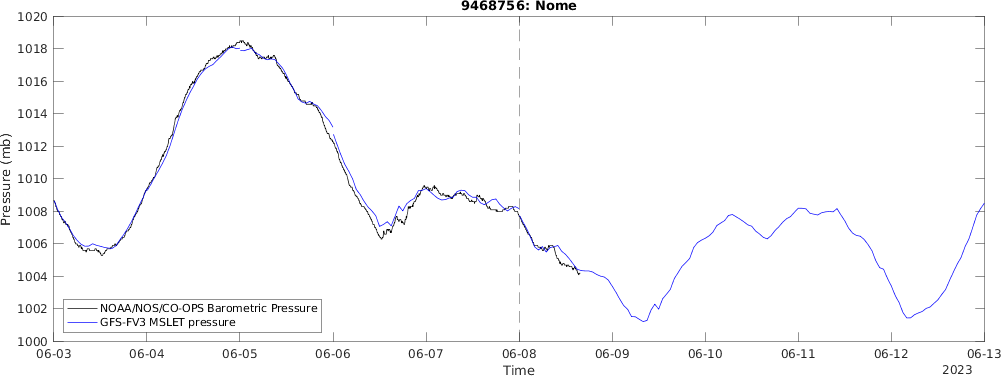 9468756: Nome
1020
1018
1016
1014
1012
1010
1008
1006
1004
1002
1000
Pressure (mb)
NOAA/NOS/CO-OPS Barometric Pressure
GFS-FV3 MSLET pressure
06-03 06-04 06-05 06-06 06-07 06-08 06-09 06-10 06-11 06-12 06-13
Time
2023